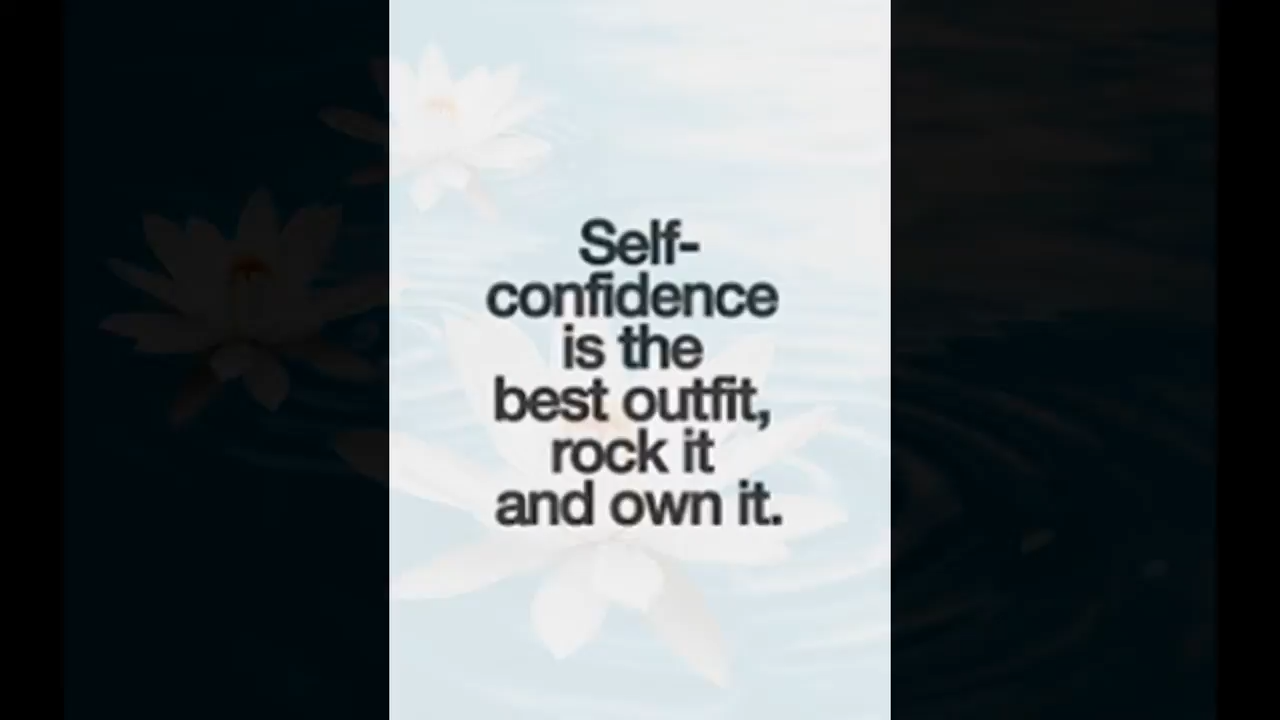 Self-
confidence
is the
best outfit,
rock it
and own it.